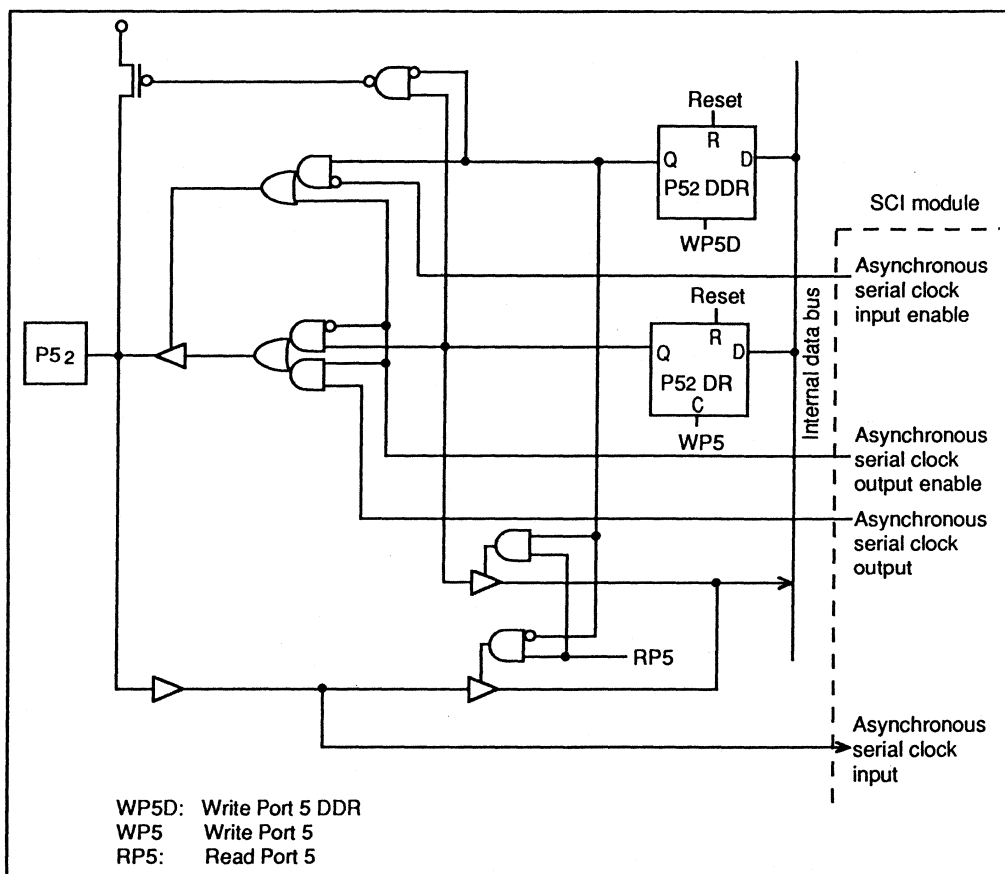 Reset
R
Q
D
P52 DDR
WP5D
SCI module
Asynchronous
serial clock
input enable
Reset
R
Q
D
P52 DR
C
WP5
Internal data bus
P52
Asynchronous
serial clock
output enable
Asynchronous
serial clock
output
RP5
Asynchronous
serial clock
input
WP5D: Write Port 5 DDR
WP5 Write Port 5
RP5: Read Port 5